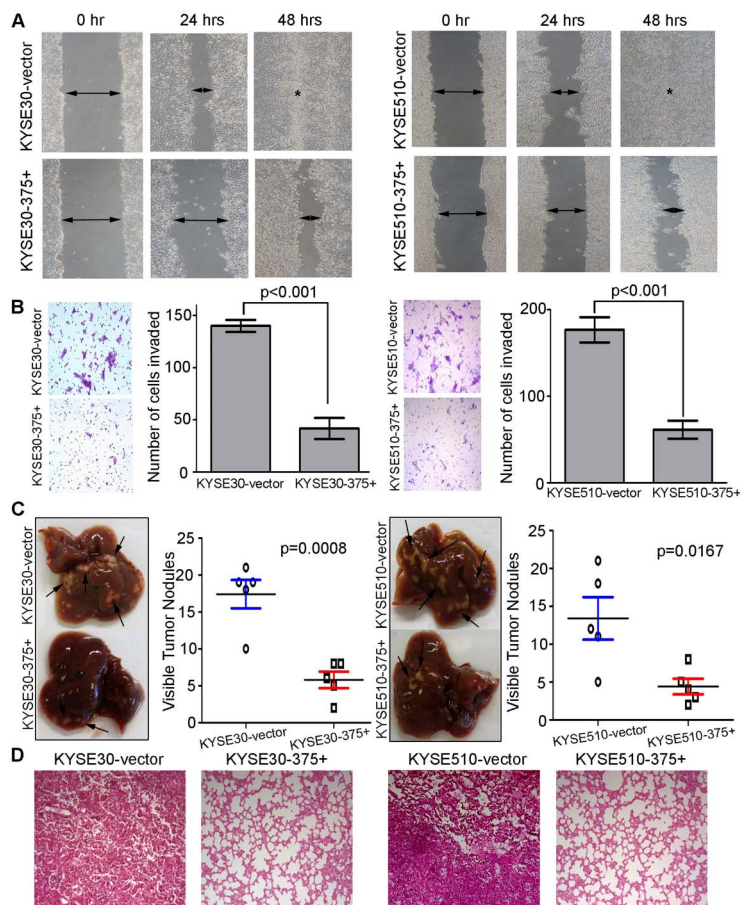 A
0 hr 24 hrs 48 hrs
KYSE30-vector
*
KYSE30-375+
0 hr 24 hrs 48 hrs
KYSE510-vector
*
KYSE510-375+
B
KYSE30-vector
KYSE30-375+
Number of cells invaded
150
100
50
0
p<0.001
KYSE30-vector KYSE30-375+
KYSE510-vector
KYSE510-375+
Number of cells invaded
200
100
0
p<0.001
KYSE510-vector KYSE510-375+
C
KYSE30-vector
KYSE30-375+
Visible Tumor Nodules
25
20
15
10
5
0
p=0.0008
KYSE30-vector KYSE30-375+
KYSE510-vector
KYSE510-375+
Visible Tumor Nodules
25
20
15
10
5
0
p=0.0167
KYSE510-vector KYSE510-375+
D
KYSE30-vector KYSE30-375+ KYSE510-vector KYSE510-375+